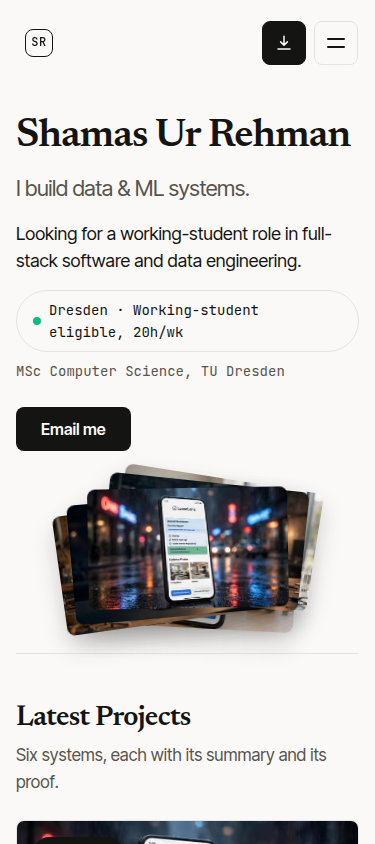 SR
Shamas Ur Rehman
I build data & ML systems.
Looking for a working-student role in full-
stack software and data engineering.
Dresden · Working-student
eligible, 20h/wk
MSc Computer Science, TU Dresden
Email me
Latest Projects
Six systems, each with its summary and its
proof.